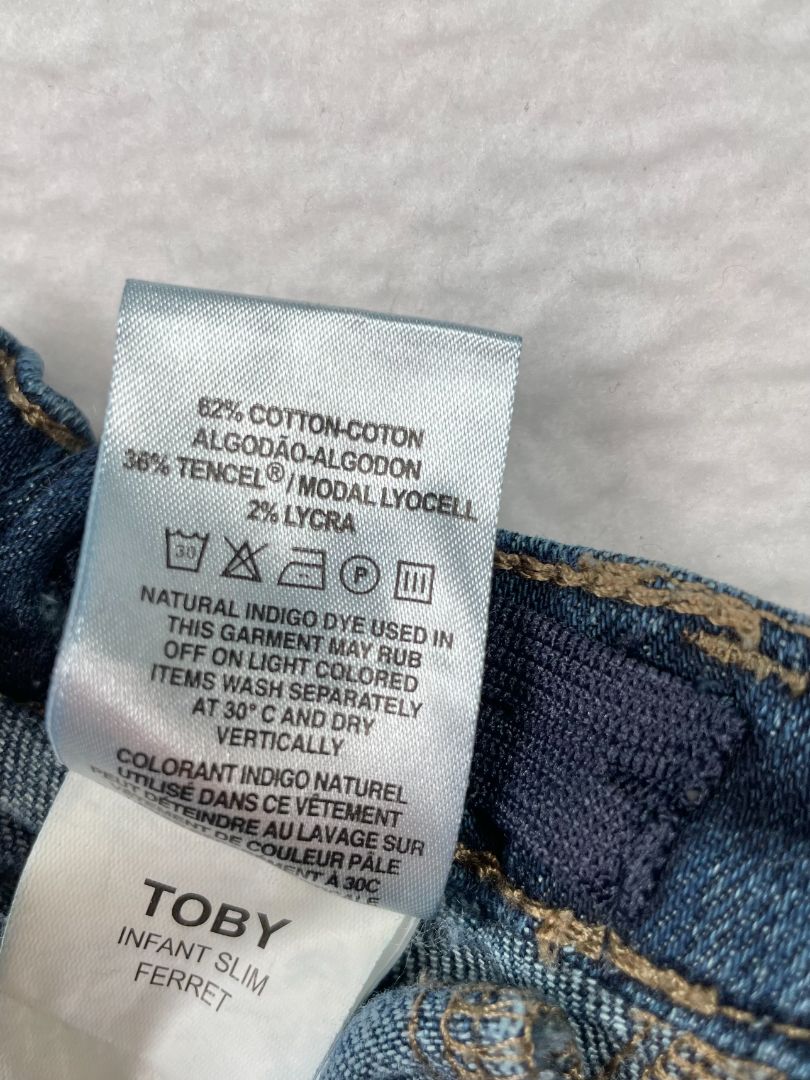 62% COTTON-COTON
ALGODÃO-ALGODON
36% TENCEL®/MODAL LYOCELL
2% LYCRA
30 P
NATURAL INDIGO DYE USED IN
THIS GARMENT MAY RUB
OFF ON LIGHT COLORED
ITEMS WASH SEPARATELY
AT 30° C AND DRY
VERTICALLY
COLORANT INDIGO NATUREL
UTILISÉ DANS CE VÊTEMENT
PEUT DÉTEINDRE AU LAVAGE SUR
DE COULEUR PÂLE
À 30C
TOBY
INFANT SLIM
FERRET